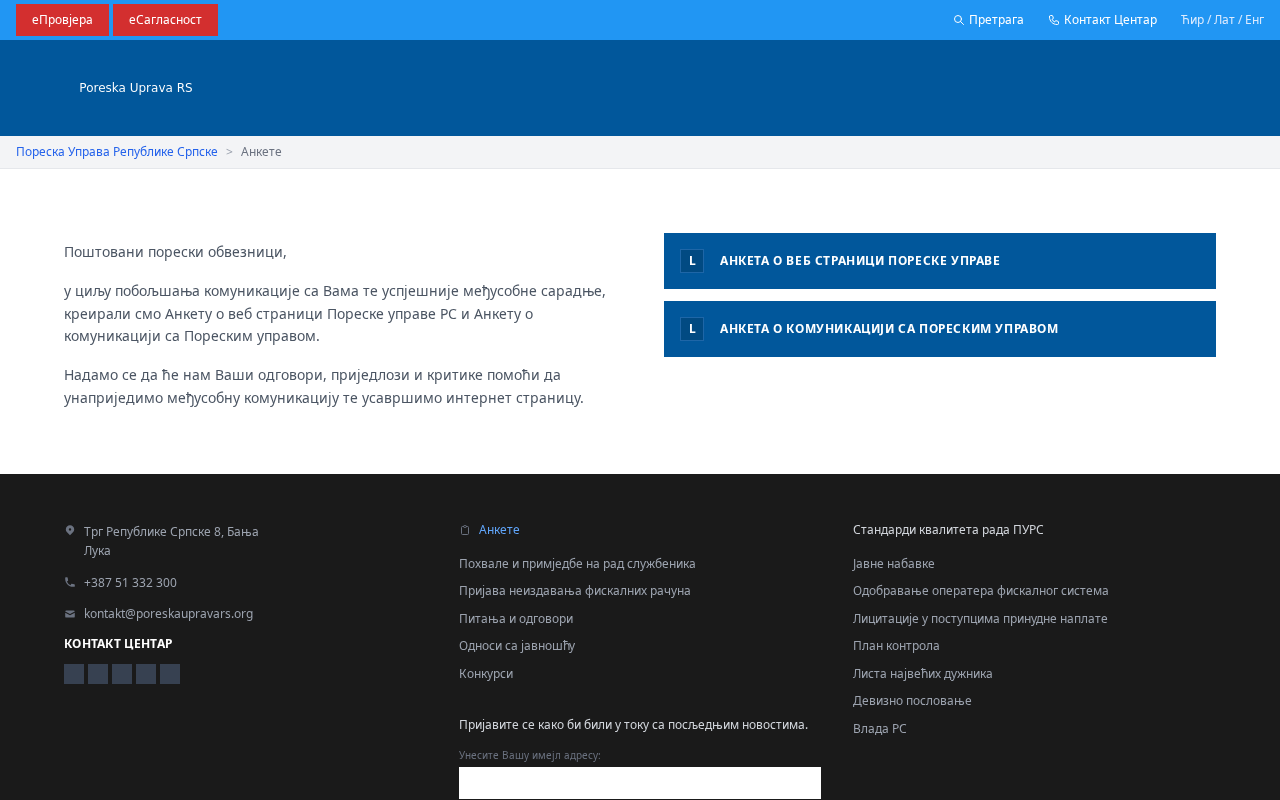 еПровјера
еСагласност
Претрага
Контакт Центар
Ћир / Лат / Енг
Poreska Uprava RS
Пореска Управа Републике Српске > Анкете
Поштовани порески обвезници,
у циљу побољшања комуникације са Вама те успјешније међусобне сарадње,
креирали смо Анкету о веб страници Пореске управе РС и Анкету о
комуникацији са Пореским управом.
Надамо се да ће нам Ваши одговори, приједлози и критике помоћи да
унаприједимо међусобну комуникацију те усавршимо интернет страницу.
L АНКЕТА О ВЕБ СТРАНИЦИ ПОРЕСКЕ УПРАВЕ
L АНКЕТА О КОМУНИКАЦИЈИ СА ПОРЕСКИМ УПРАВОМ
Трг Републике Српске 8, Бања
Лука
+387 51 332 300
kontakt@poreskaupravars.org
КОНТАКТ ЦЕНТАР
Анкете
Похвале и примједбе на рад службеника
Пријава неиздавања фискалних рачуна
Питања и одговори
Односи са јавношћу
Конкурси
Пријавите се како би били у току са посљедњим новостима.
Унесите Вашу имејл адресу:
Стандарди квалитета рада ПУРС
Јавне набавке
Одобравање оператера фискалног система
Лицитације у поступцима принудне наплате
План контрола
Листа највећих дужника
Девизно пословање
Влада РС